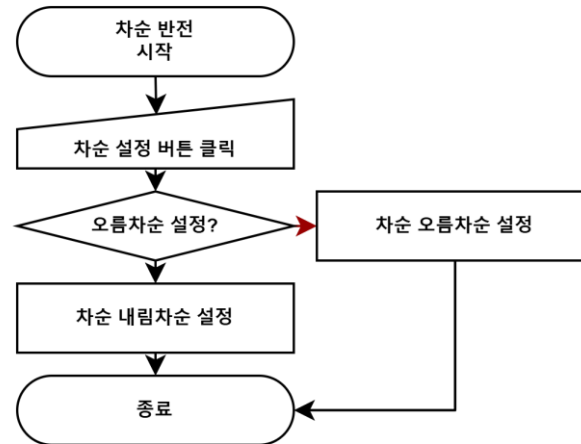 차순 반전
시작
차순 설정 버튼 클릭
오름차순 설정?
차순 오름차순 설정
차순 내림차순 설정
종료